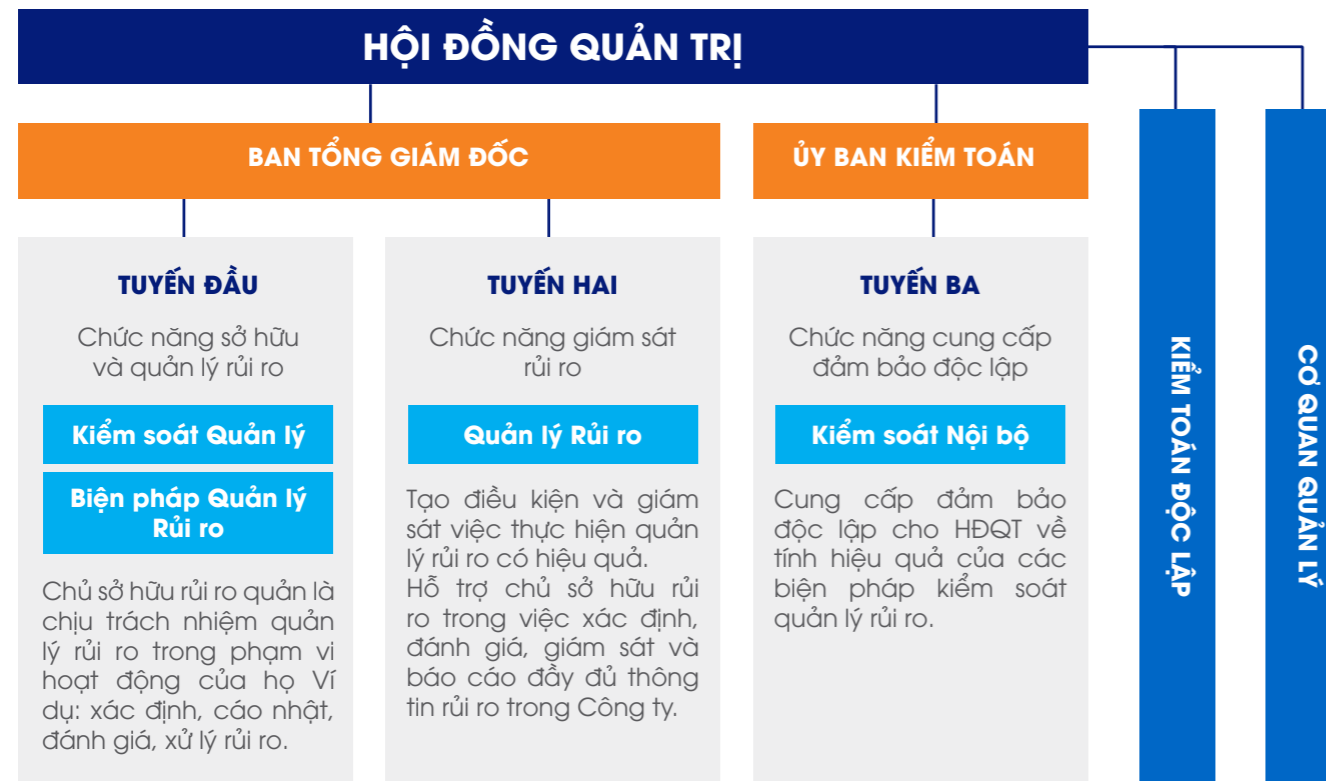 HỘI ĐỒNG QUẢN TRỊ
BAN TỔNG GIÁM ĐỐC
ỦY BAN KIỂM TOÁN
TUYẾN ĐẦU
Chức năng sở hữu
và quản lý rủi ro
Kiểm soát Quản lý
Biện pháp Quản lý
Rủi ro
Chủ sở hữu rủi ro quản là
chịu trách nhiệm quản
lý rủi ro trong phạm vi
hoạt động của họ Ví
dụ: xác định, cáo nhật,
đánh giá, xử lý rủi ro.
TUYẾN HAI
Chức năng giám sát
rủi ro
Quản lý Rủi ro
Tạo điều kiện và giám
sát việc thực hiện quản
lý rủi ro có hiệu quả.
Hỗ trợ chủ sở hữu rủi
ro trong việc xác định,
đánh giá, giám sát và
báo cáo đầy đủ thông
tin rủi ro trong Công ty.
TUYẾN BA
Chức năng cung cấp
đảm bảo độc lập
Kiểm soát Nội bộ
Cung cấp đảm bảo
độc lập cho HĐQT về
tính hiệu quả của các
biện pháp kiểm soát
quản lý rủi ro.
KIỂM TOÁN ĐỘC LẬP
CƠ QUAN QUẢN LÝ